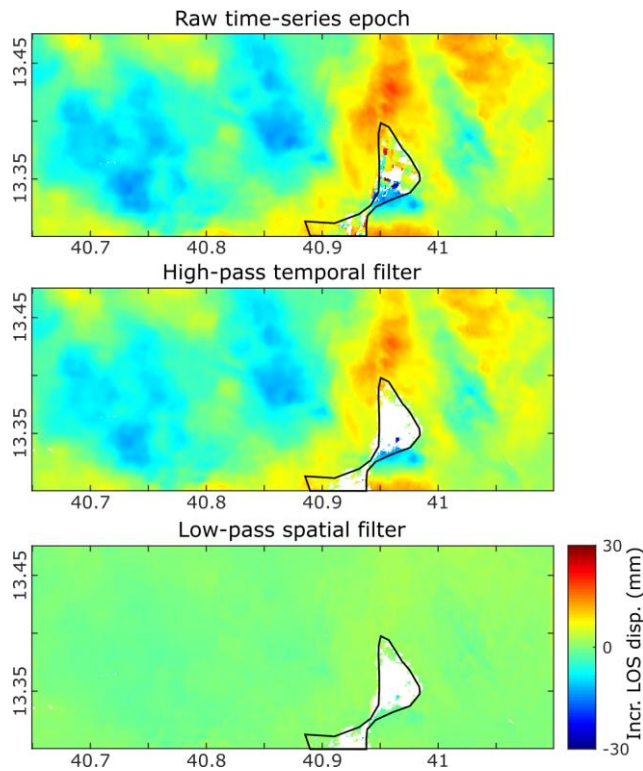 Raw time-series epoch
13.45
13.35
40.7 40.8 40.9 41
High-pass temporal filter
13.45
13.35
40.7 40.8 40.9 41
Low-pass spatial filter
13.45
13.35
40.7 40.8 40.9 41
30
0
-30
Incr. LOS disp. (mm)